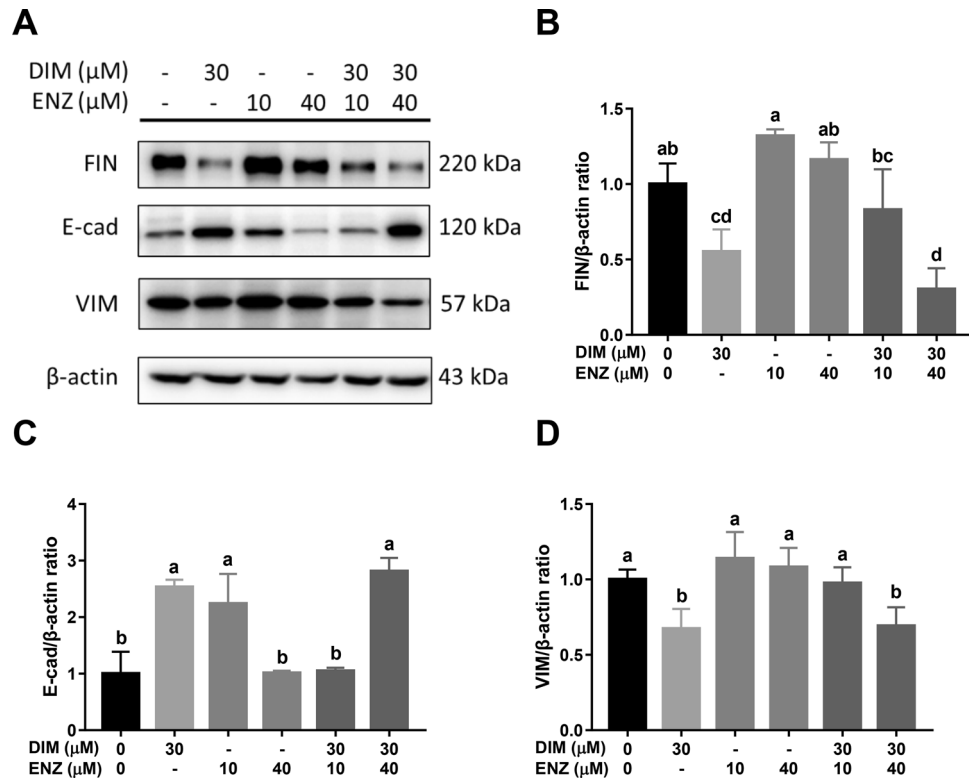 A
DIM (μM) - 30 - - 30 30
ENZ (μM) - - 10 40 10 40
FIN 220 kDa
E-cad 120 kDa
VIM 57 kDa
β-actin 43 kDa
B
FIN/β-actin ratio
1.5
1.0
0.5
0.0
ab cd a ab bc d
DIM (μM) 0 30 - - 30 30
ENZ (μM) 0 - 10 40 10 40
C
E-cad/β-actin ratio
4
3
2
1
0
b a a b b a
DIM (μM) 0 30 - - 30 30
ENZ (μM) 0 - 10 40 10 40
D
VIM/β-actin ratio
1.5
1.0
0.5
0.0
a b a a a b
DIM (μM) 0 30 - - 30 30
ENZ (μM) 0 - 10 40 10 40